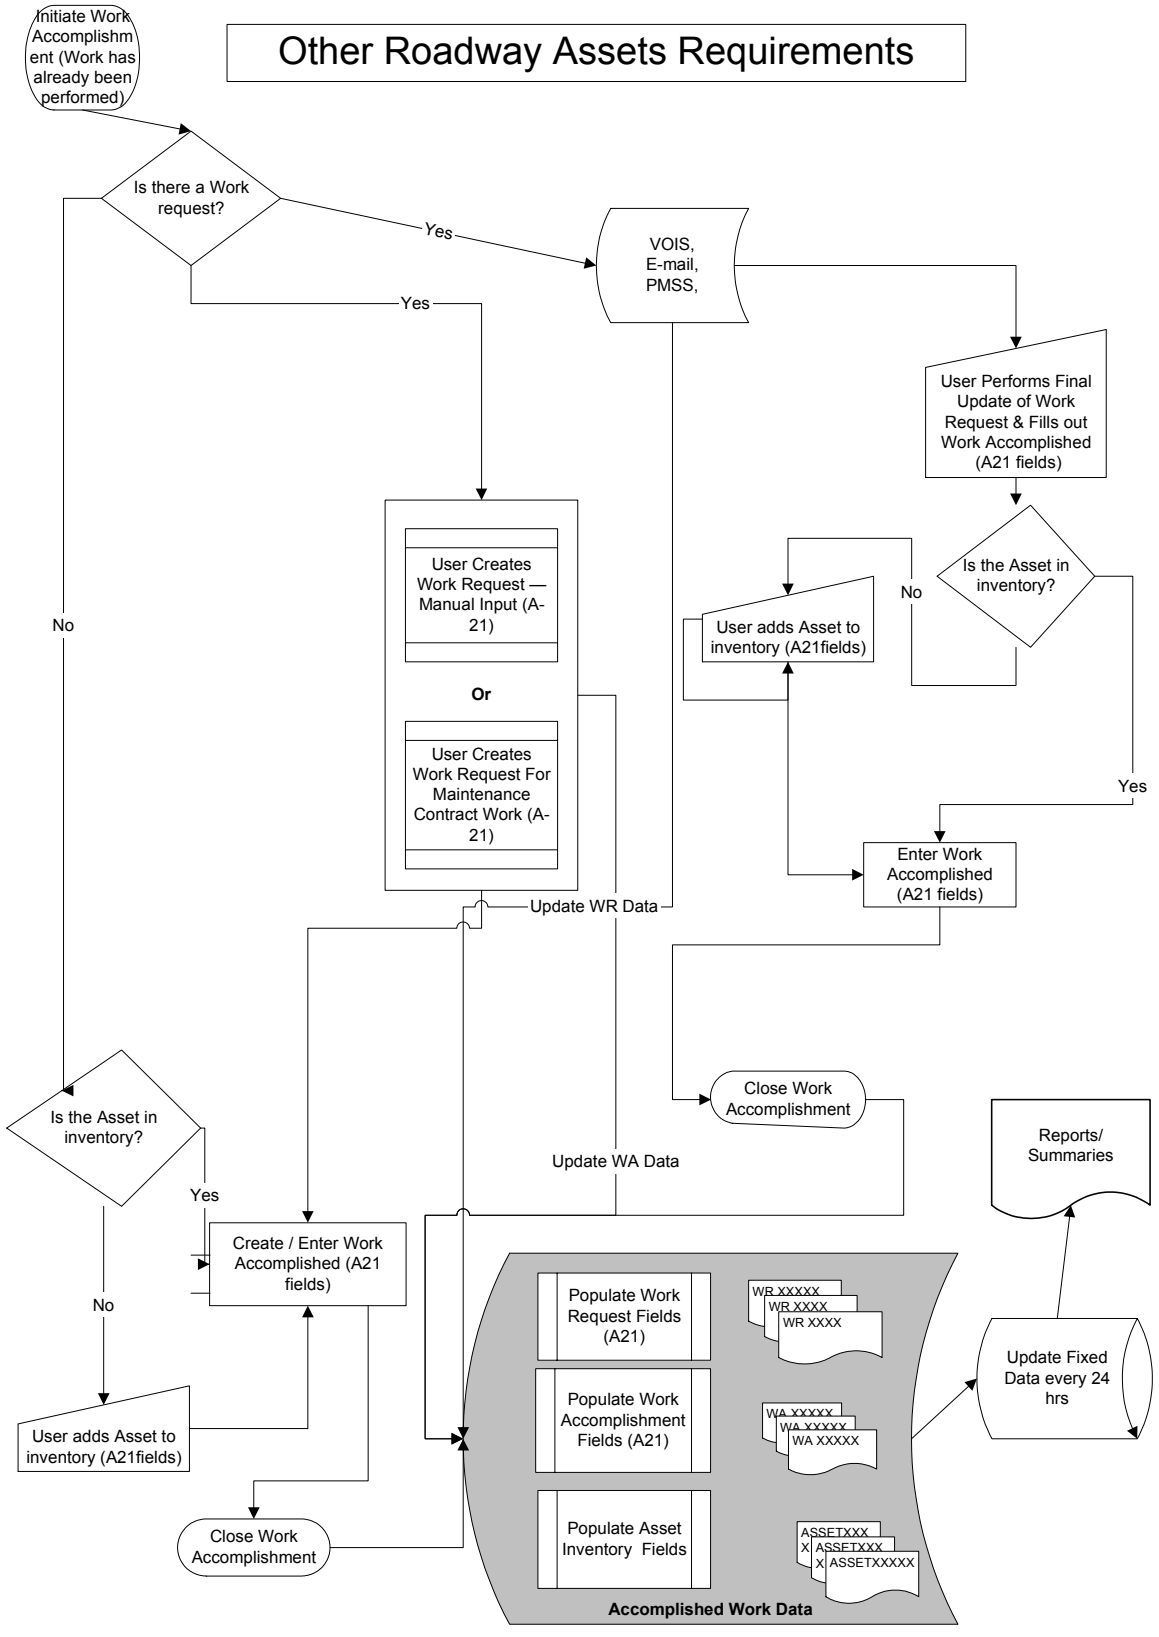 Initiate Work
Accomplishm
ent (Work has
already been
performed)
Other Roadway Assets Requirements
Is there a Work
request?
Yes
VOIS,
E-mail,
PMSS,
Yes
User Performs Final
Update of Work
Request & Fills out
Work Accomplished
(A21 fields)
User Creates
Work Request —
Manual Input (A-
21)
Is the Asset in
inventory?
No
No
User adds Asset to
inventory (A21fields)
Or
User Creates
Work Request For
Maintenance
Contract Work (A-
21)
Yes
Enter Work
Accomplished
(A21 fields)
Update WR Data
Close Work
Accomplishment
Is the Asset in
inventory?
Reports/
Summaries
Update WA Data
Yes
Create / Enter Work
Accomplished (A21
fields)
No
Populate Work
Request Fields
(A21)
WR XXXXX
WR XXXX
WR XXXX
Update Fixed
Data every 24
hrs
Populate Work
Accomplishment
Fields (A21)
WA XXXXX
WA XXXXX
WA XXXXX
User adds Asset to
inventory (A21fields)
Close Work
Accomplishment
Populate Asset
Inventory Fields
ASSETXXX
X
ASSETXXX
X
ASSETXXXXX
Accomplished Work Data